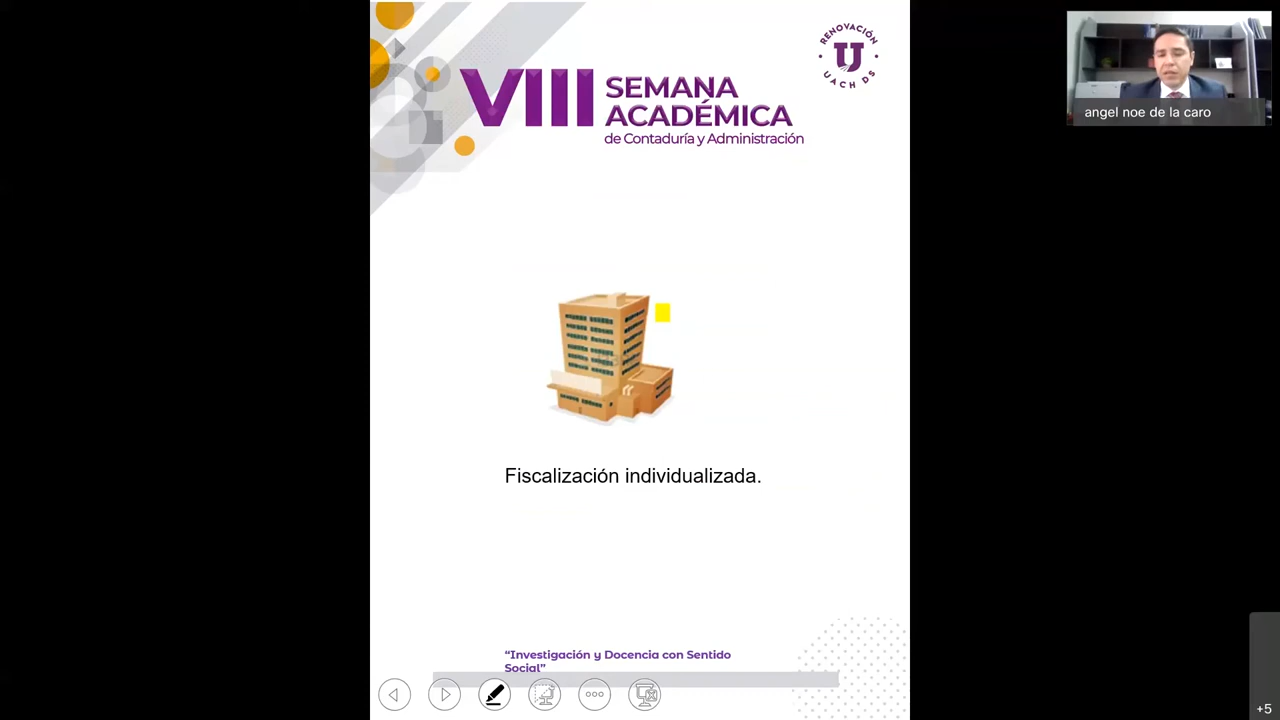 VIII SEMANA
ACADÉMICA
de Contaduría y Administración
RENOVACIÓN
U
UACH DS
angel noe de la caro
Fiscalización individualizada.
“Investigación y Docencia con Sentido
Social”
+5